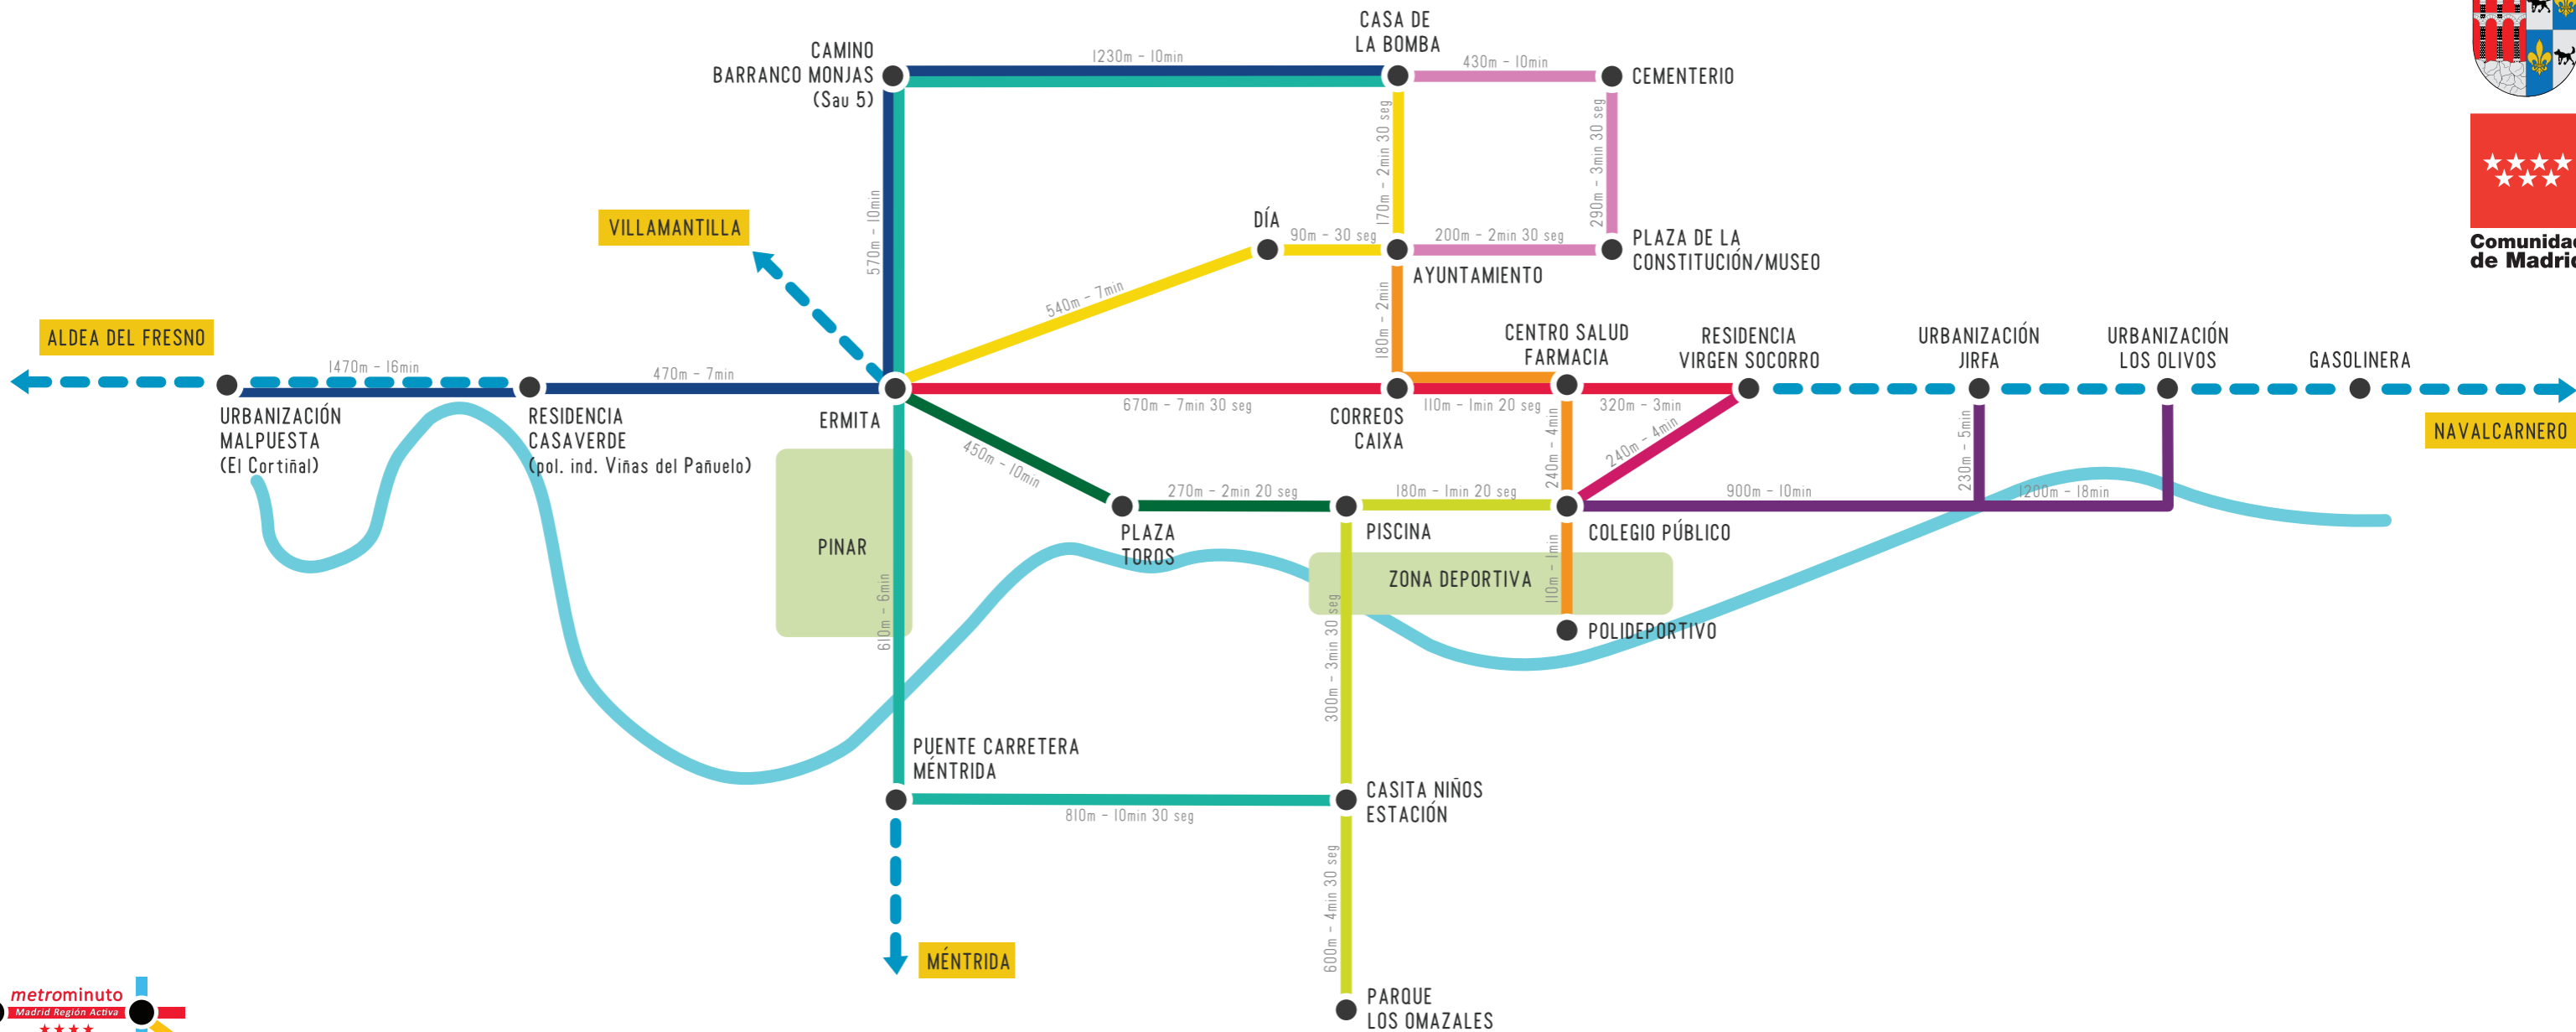 CASA DE
LA BOMBA
CAMINO
BARRANCO MONJAS
(Sau 5)
1230m - 10min
430m - 10min
CEMENTERIO
570m - 10min
170m - 2min 30 seg
290m - 3min 30 seg
Comunidad
de Madrid
VILLAMANTILLA
DÍA
90m - 30 seg
200m - 2min 30 seg
PLAZA DE LA
CONSTITUCIÓN/MUSEO
AYUNTAMIENTO
540m - 7min
180m - 2min
ALDEA DEL FRESNO
1470m - 16min
470m - 7min
CENTRO SALUD
FARMACIA
RESIDENCIA
VIRGEN SOCORRO
URBANIZACIÓN
JIRFA
URBANIZACIÓN
LOS OLIVOS
GASOLINERA
URBANIZACIÓN
MALPUESTA
(El Cortiñal)
RESIDENCIA
CASAVERDE
(pol. ind. Viñas del Pañuelo)
ERMITA
670m - 7min 30 seg
CORREOS
CAIXA
110m - 1min 20 seg
320m - 3min
NAVALCARNERO
450m - 10min
240m - 4min
240m - 4min
230m - 5min
270m - 2min 20 seg
180m - 1min 20 seg
900m - 10min
1200m - 18min
PLAZA
TOROS
PISCINA
COLEGIO PÚBLICO
PINAR
ZONA DEPORTIVA
610m - 6min
110m - 1min
300m - 3min 30 seg
POLIDEPORTIVO
PUENTE CARRETERA
MÉNTRIDA
810m - 10min 30 seg
CASITA NIÑOS
ESTACIÓN
600m - 4min 30 seg
MÉNTRIDA
PARQUE
LOS OMAZALES
metrominuto
Madrid Región Activa